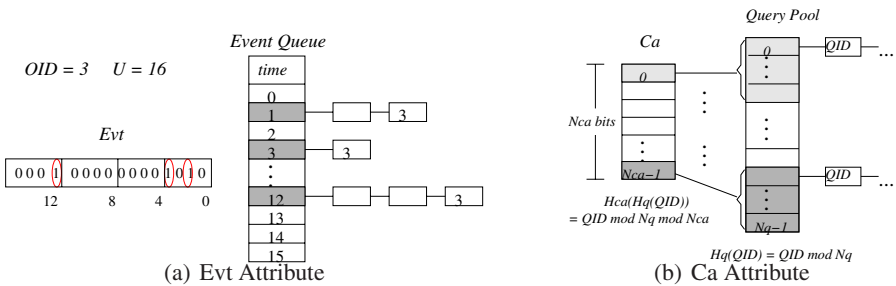 OID = 3 U = 16
Evt
0 0 0 1 0 0 0 0 0 0 0 0 1 0 1 0
12 8 4 0
Event Queue
time
0
1
3
2
3
3
12
3
13
14
15
(a) Evt Attribute
Ca
Nca bits
0
Nca−1
Hca(Hq(QID))
= QID mod Nq mod Nca
Query Pool
0
QID
...
QID
...
Nq−1
Hq(QID) = QID mod Nq
(b) Ca Attribute